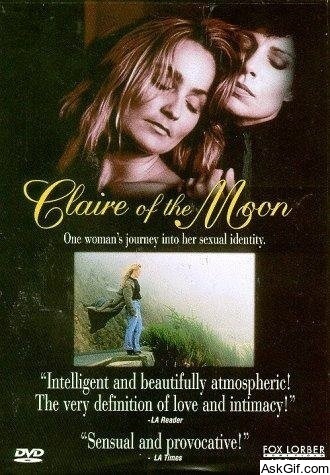 Claire of the Moon
One woman's journey into her sexual identity.
"Intelligent and beautifully atmospheric!
The very definition of love and intimacy!"
-LA Reader
"Sensual and provocative!"
-LA Times
DVD
FOX LORBER
AskGif.com